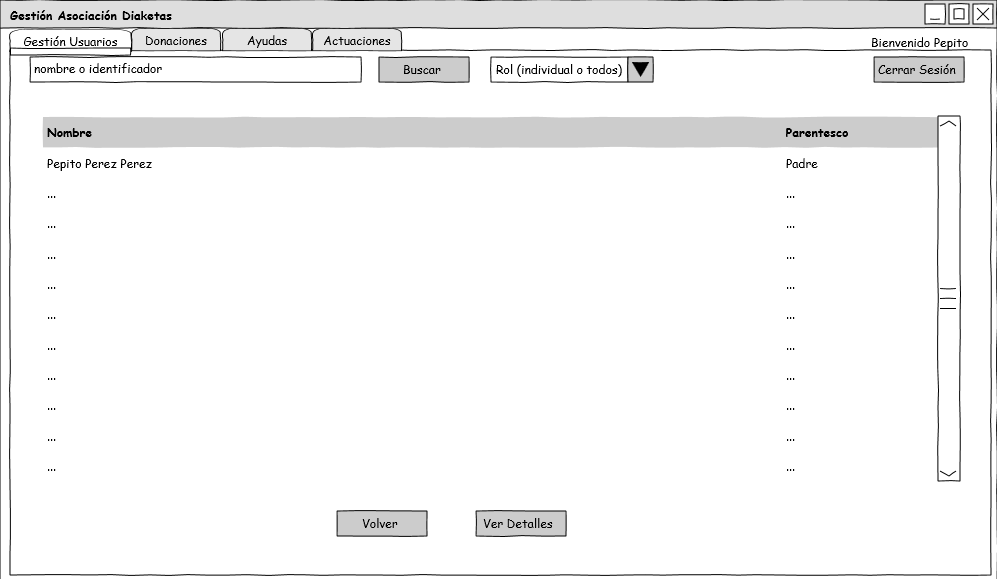 Gestión Asociación Diaketas
Gestión Usuarios Donaciones Ayudas Actuaciones
Bienvenido Pepito
nombre o identificador Buscar Rol (individual o todos) Cerrar Sesión
Nombre Parentesco
Pepito Perez Perez Padre
... ...
... ...
... ...
... ...
... ...
... ...
... ...
... ...
... ...
... ...
Volver Ver Detalles